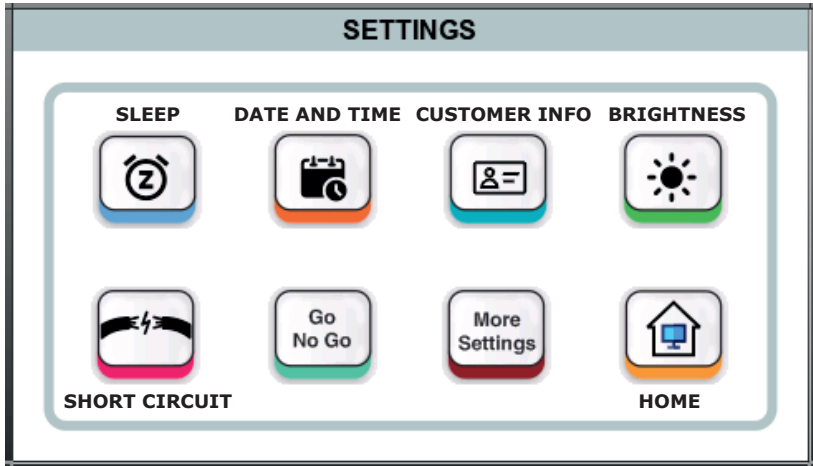 SETTINGS
SLEEP
DATE AND TIME
CUSTOMER INFO
BRIGHTNESS
Z
Go
No Go
More
Settings
SHORT CIRCUIT
HOME